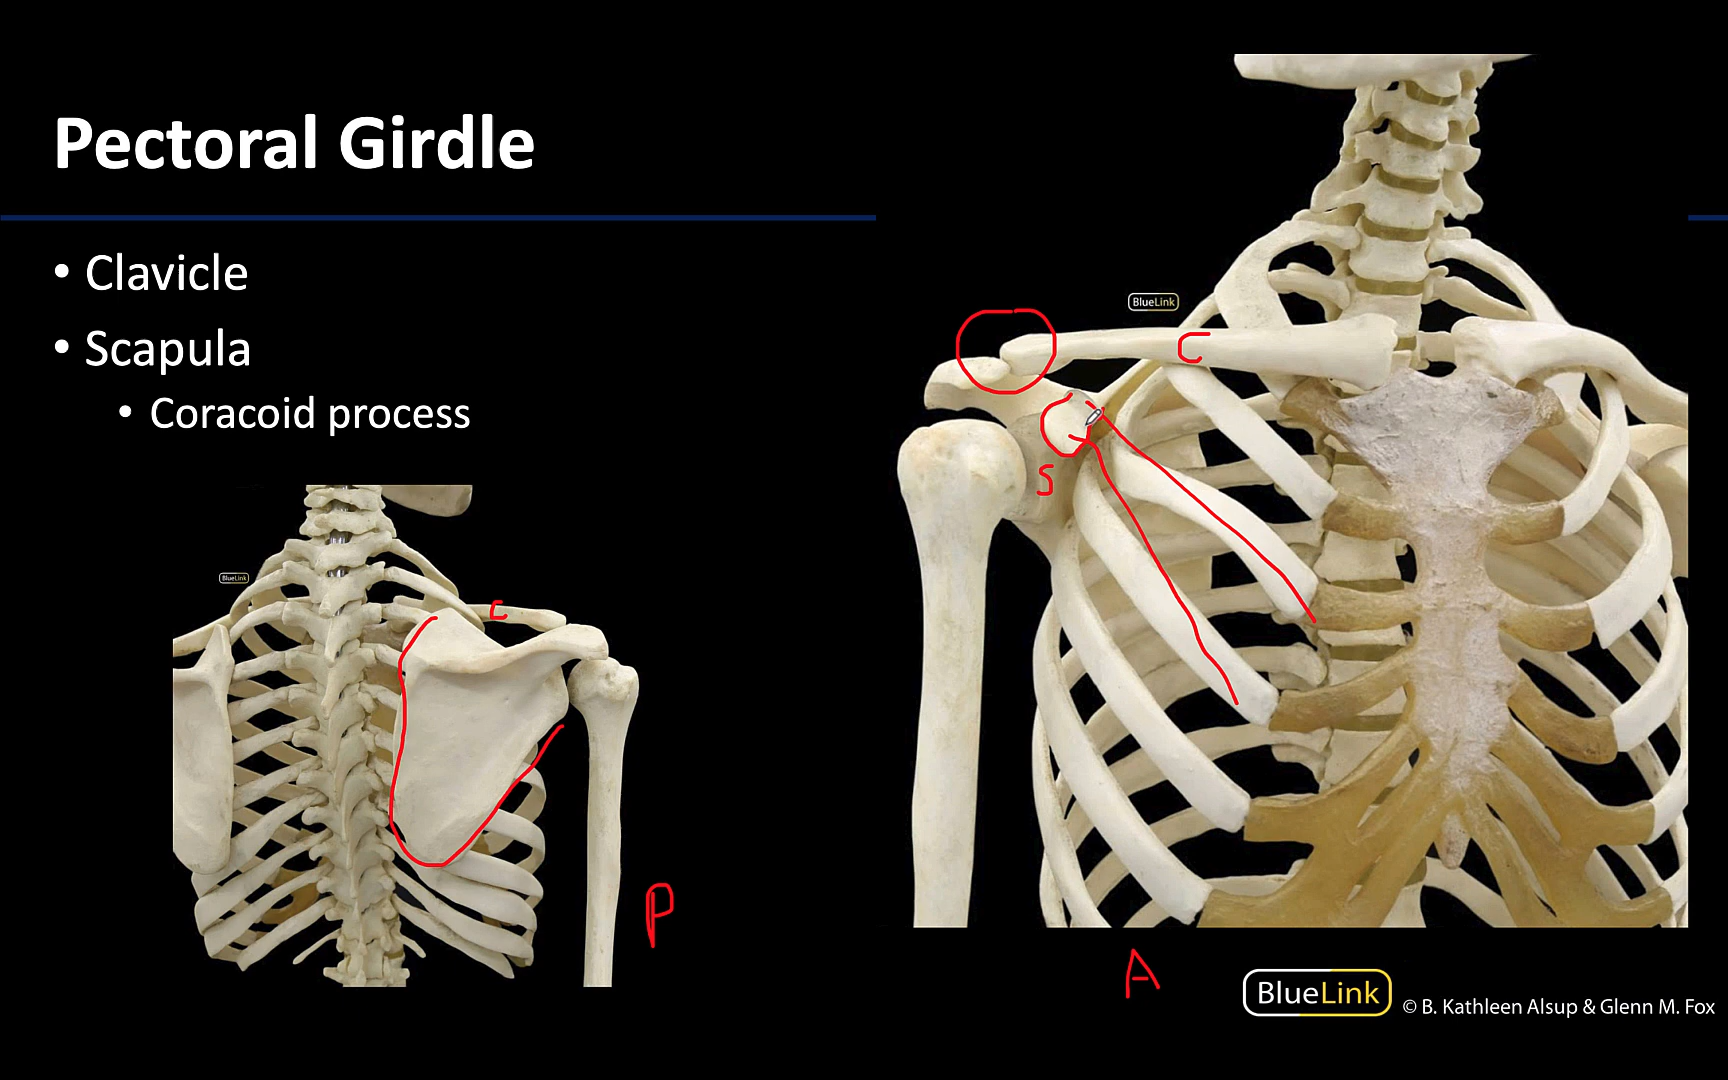 Pectoral Girdle
• Clavicle
• Scapula
• Coracoid process
BlueLink
C
S
BlueLink
C
P
A
BlueLink
© B. Kathleen Alsup & Glenn M. Fox